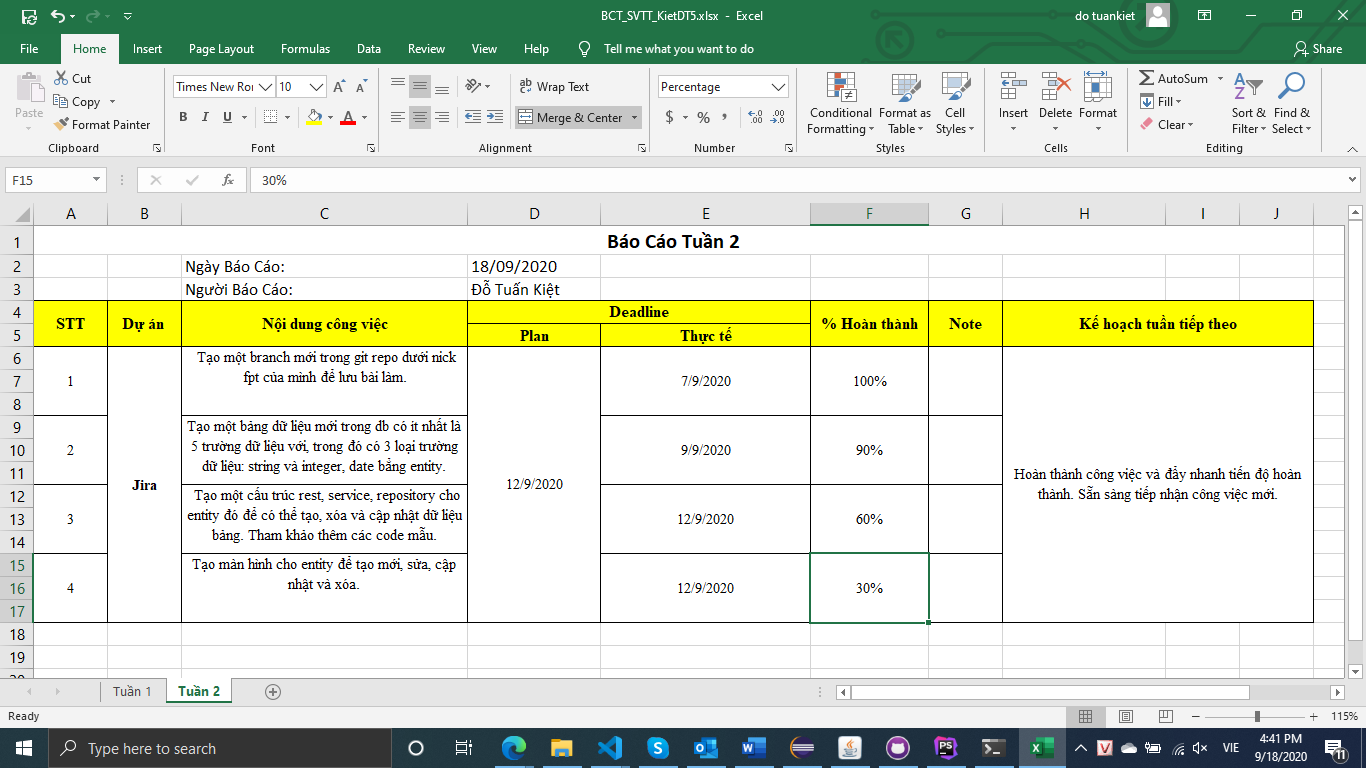 BCT_SVTT_KietDT5.xlsx - Excel
do tuankiet
File Home Insert Page Layout Formulas Data Review View Help Tell me what you want to do Share
Paste
Cut
Copy
Format Painter
Clipboard
Times New Roi 10
B I U A
Font
ab Wrap Text
Merge & Center
Alignment
Percentage
$ % ,
Number
Conditional Formatting
Format as Table
Cell Styles
Styles
Insert Delete Format
Cells
AutoSum
Fill
Clear
Sort & Filter
Find & Select
Editing
F15 fx 30%
A B C D E F G H I J
1 Báo Cáo Tuần 2
2 Ngày Báo Cáo: 18/09/2020
3 Người Báo Cáo: Đỗ Tuấn Kiệt
4 Deadline
STT Dự án Nội dung công việc % Hoàn thành Note Kế hoạch tuần tiếp theo
5 Plan Thực tế
6 Tạo một branch mới trong git repo dưới nick
7 fpt của mình để lưu bài làm.
1 7/9/2020 100%
8
9 Tạo một bảng dữ liệu mới trong db có ít nhất là
10 5 trường dữ liệu với, trong đó có 3 loại trường
2 9/9/2020 90%
11 dữ liệu: string và integer, date bằng entity.
Jira 12/9/2020
Hoàn thành công việc và đẩy nhanh tiến độ hoàn
thành. Sẵn sàng tiếp nhận công việc mới.
12 Tạo một cấu trúc rest, service, repository cho
13 entity đó để có thể tạo, xóa và cập nhật dữ liệu
3 12/9/2020 60%
14 bảng. Tham khảo thêm các code mẫu.
15 Tạo màn hình cho entity để tạo mới, sửa, cập
16 nhật và xóa.
4 12/9/2020 30%
17
18
19
Tuần 1 Tuần 2
Ready 115%
Type here to search
VIE
4:41 PM
9/18/2020
11